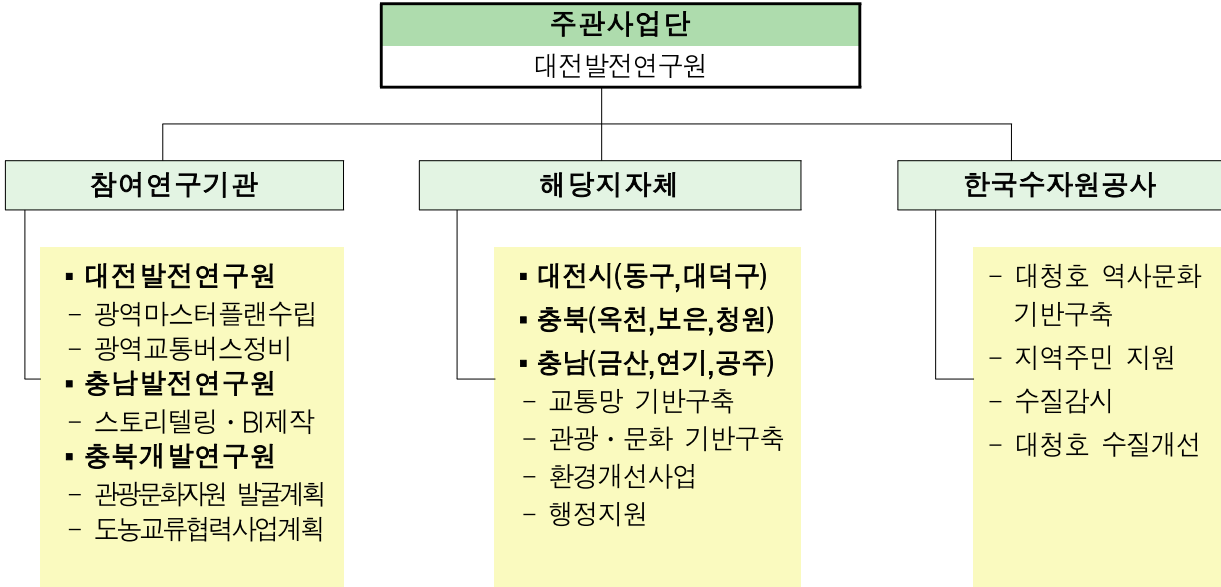 주관사업단
대전발전연구원
참여연구기관
▪ 대전발전연구원
- 광역마스터플랜수립
- 광역교통버스정비
▪ 충남발전연구원
- 스토리텔링·BI제작
▪ 충북개발연구원
- 관광문화자원 발굴계획
- 도농교류협력사업계획
해당지자체
▪ 대전시(동구,대덕구)
▪ 충북(옥천,보은,청원)
▪ 충남(금산,연기,공주)
- 교통망 기반구축
- 관광·문화 기반구축
- 환경개선사업
- 행정지원
한국수자원공사
- 대청호 역사문화
기반구축
- 지역주민 지원
- 수질감시
- 대청호 수질개선